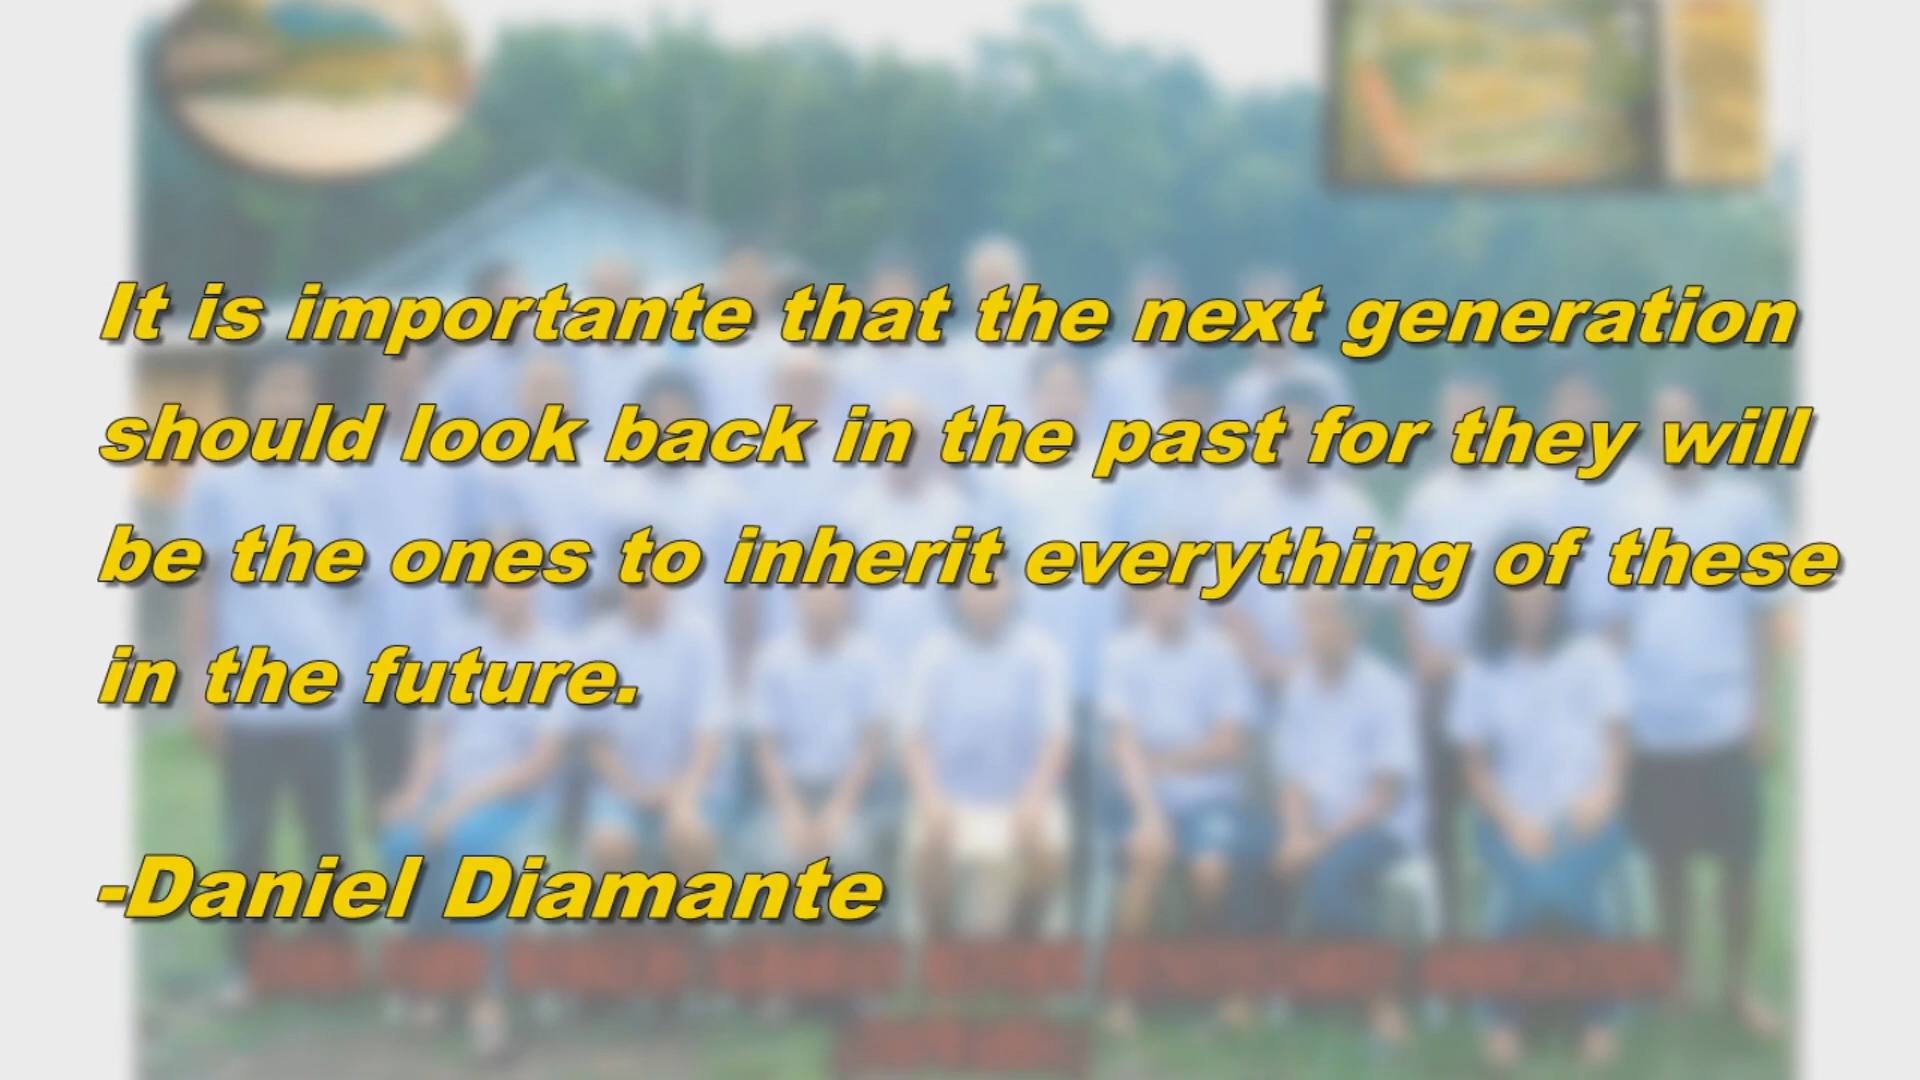 It is importante that the next generation
should look back in the past for they will
be the ones to inherit everything of these
in the future.
-Daniel Diamante